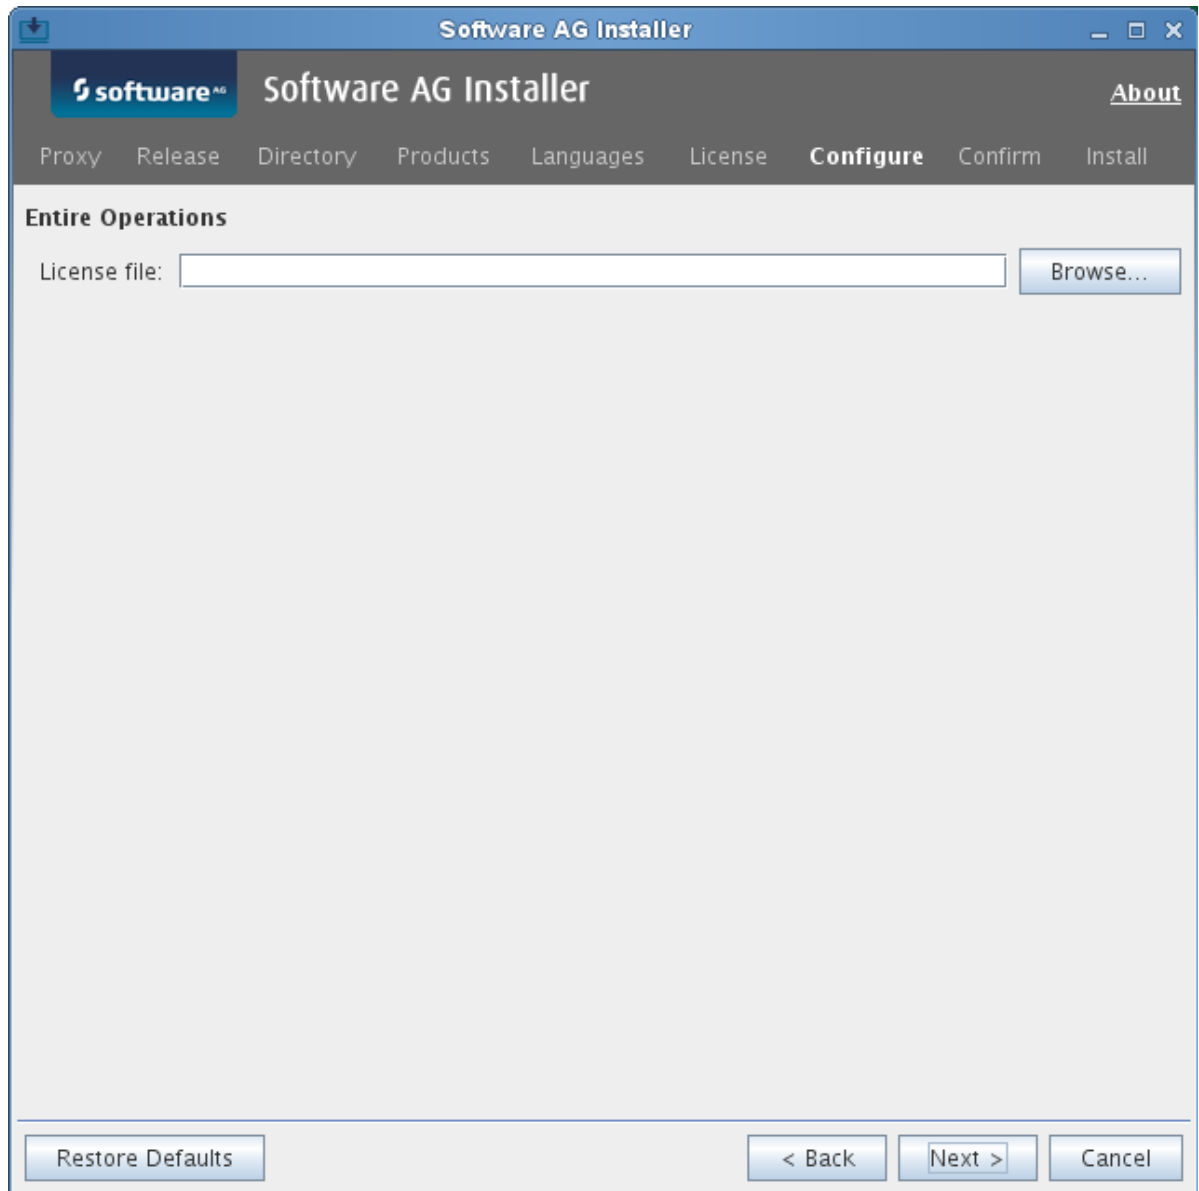 Software AG Installer
software AG Software AG Installer About
Proxy Release Directory Products Languages License Configure Confirm Install
Entire Operations
License file: Browse...
Restore Defaults < Back Next > Cancel